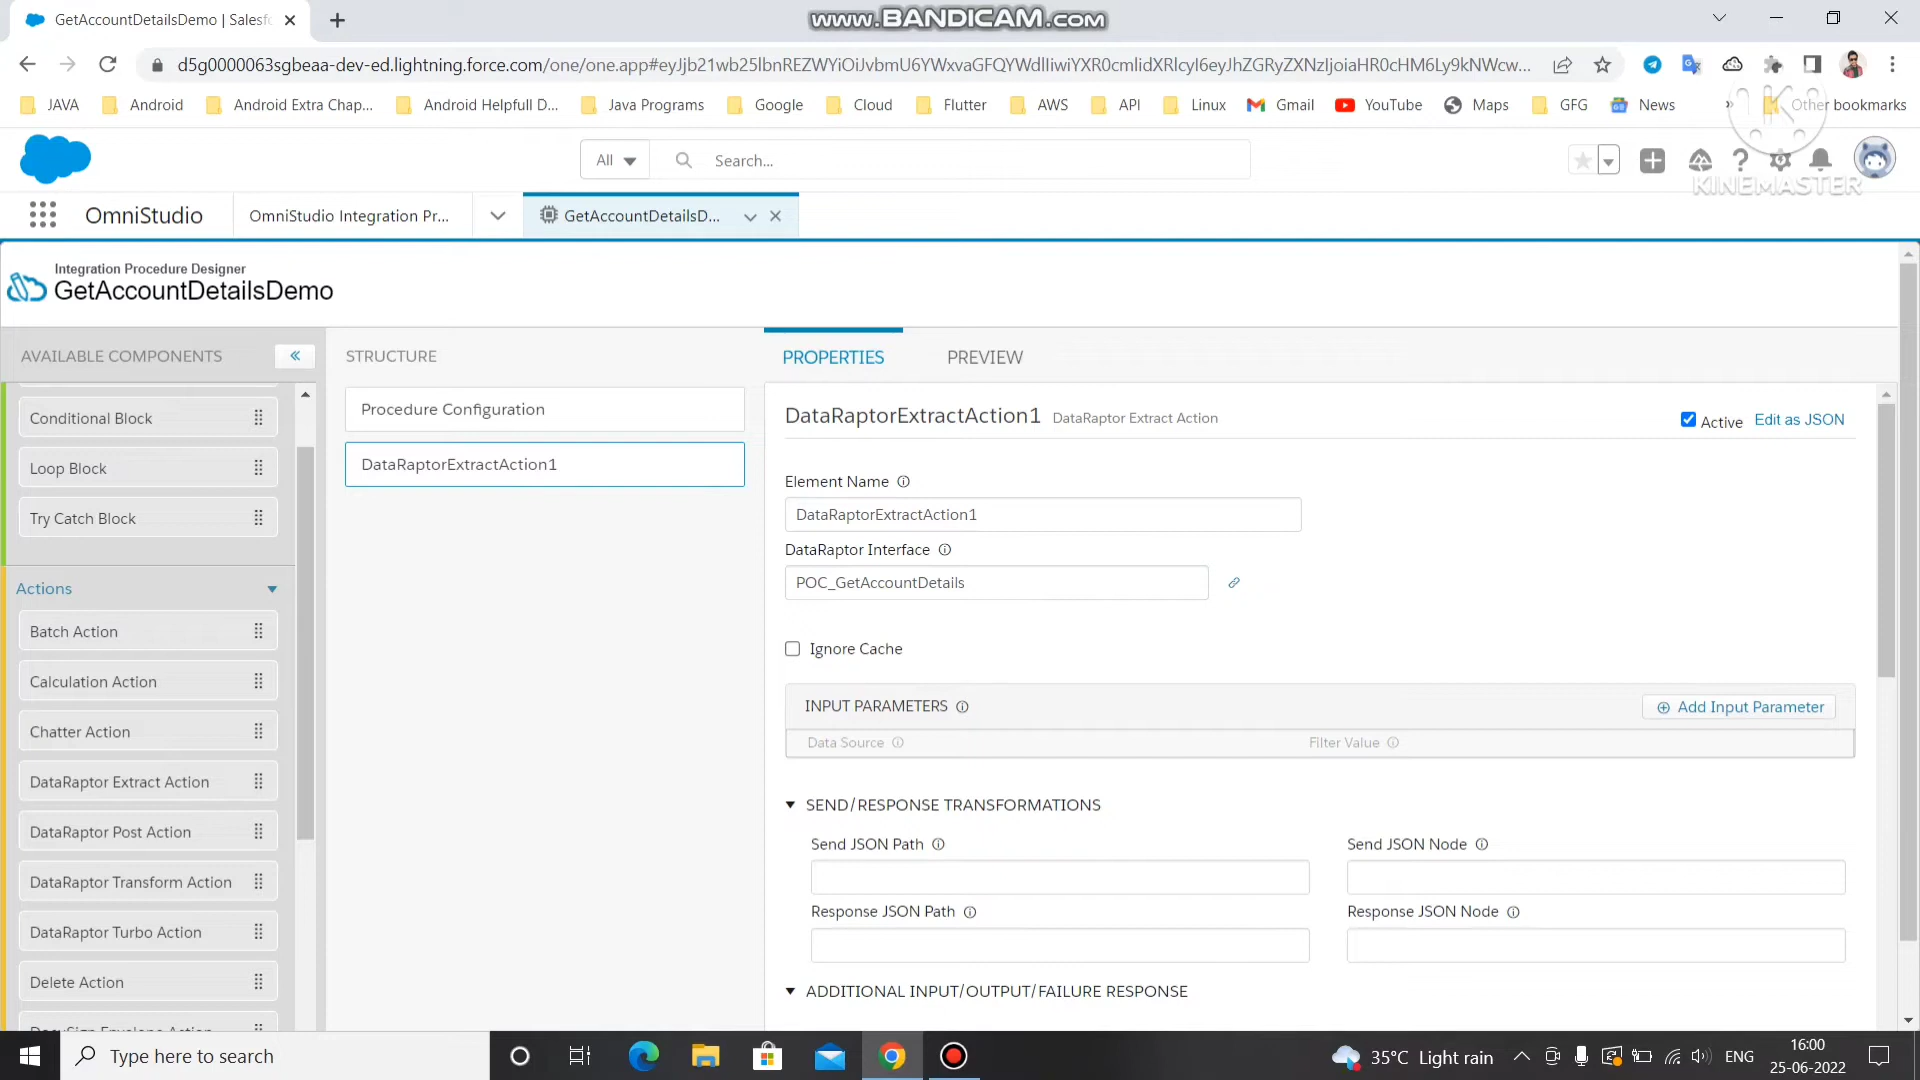 GetAccountDetailsDemo | Salesf
www.BANDICAM.com
d5g0000063sgbeaa-dev-ed.lightning.force.com/one/one.app#eyJjb21wb25lbnREZWYiOiJvbmU6YWxvaGFQYWdlIiwiYXR0cmlidXRlcyI6eyJhZGRyZXNzIjoiaHR0cHM6Ly9kNWcw...
JAVA
Android
Android Extra Chap...
Android Helpfull D...
Java Programs
Google
Cloud
Flutter
AWS
API
Linux
Gmail
YouTube
Maps
GFG
News
»
Other bookmarks
All
Search...
KINEMASTER
OmniStudio
OmniStudio Integration Pr...
GetAccountDetailsD...
Integration Procedure Designer
GetAccountDetailsDemo
AVAILABLE COMPONENTS
STRUCTURE
PROPERTIES
PREVIEW
Conditional Block
Loop Block
Try Catch Block
Actions
Batch Action
Calculation Action
Chatter Action
DataRaptor Extract Action
DataRaptor Post Action
DataRaptor Transform Action
DataRaptor Turbo Action
Delete Action
DocuSign Envelope Action
Procedure Configuration
DataRaptorExtractAction1
DataRaptorExtractAction1 DataRaptor Extract Action
Active
Edit as JSON
Element Name
DataRaptorExtractAction1
DataRaptor Interface
POC_GetAccountDetails
Ignore Cache
INPUT PARAMETERS
Add Input Parameter
Data Source
Filter Value
SEND/RESPONSE TRANSFORMATIONS
Send JSON Path
Send JSON Node
Response JSON Path
Response JSON Node
ADDITIONAL INPUT/OUTPUT/FAILURE RESPONSE
Type here to search
35°C Light rain
ENG
16:00
25-06-2022